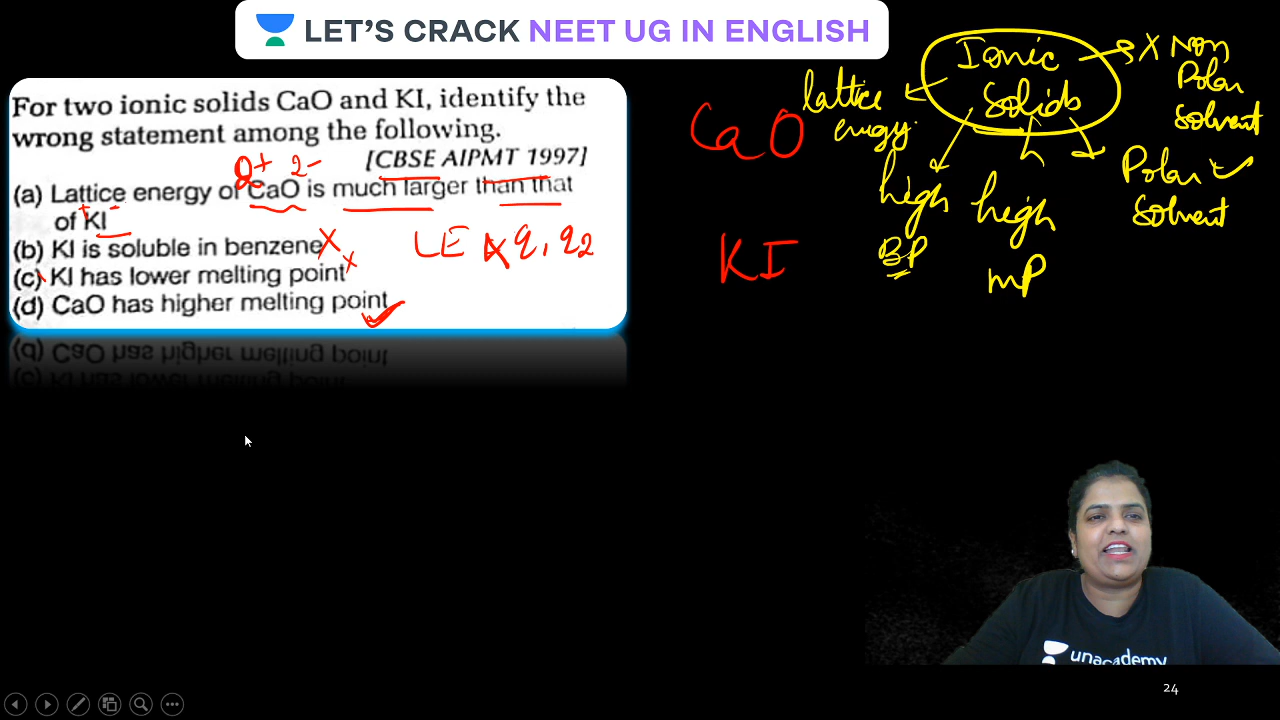 LET'S CRACK NEET UG IN ENGLISH
For two ionic solids CaO and KI, identify the
wrong statement among the following.
[CBSE AIPMT 1997]
2+ 2-
(a) Lattice energy of CaO is much larger than that
+ -
of KI
(b) KI is soluble in benzene X
(c) KI has lower melting point X
(d) CaO has higher melting point
LE α q1 q2
CaO
KI
Ionic
Solids
lattice
energy
high
BP
high
MP
X Non
Polar
Solvent
Polar ✓
Solvent
unacademy
24